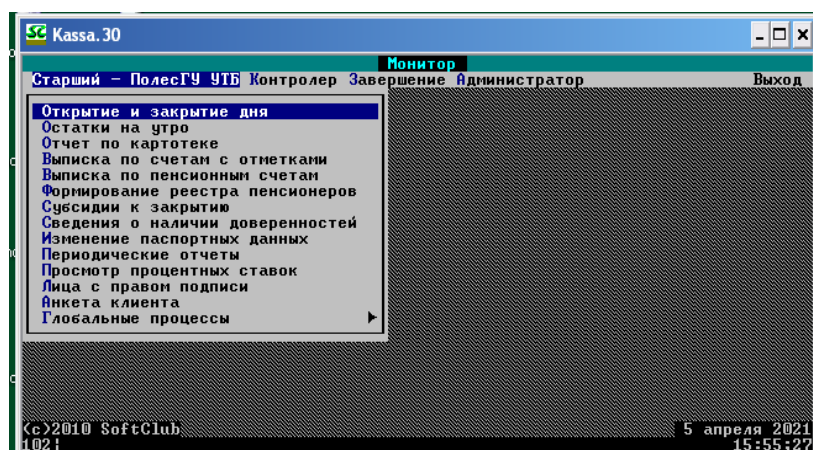 SC Kassa.30
Монитор
Старший – ПолесГУ УТБ Контролер Завершение Администратор Выход
Открытие и закрытие дня
Остатки на утро
Отчет по картотеке
Выписка по счетам с отметками
Выписка по пенсионным счетам
Формирование реестра пенсионеров
Субсидии к закрытию
Сведения о наличии доверенностей
Изменение паспортных данных
Периодические отчеты
Просмотр процентных ставок
Лица с правом подписи
Анкета клиента
Глобальные процессы
(c)2010 SoftClub 5 апреля 2021
102¦ 15:55:27